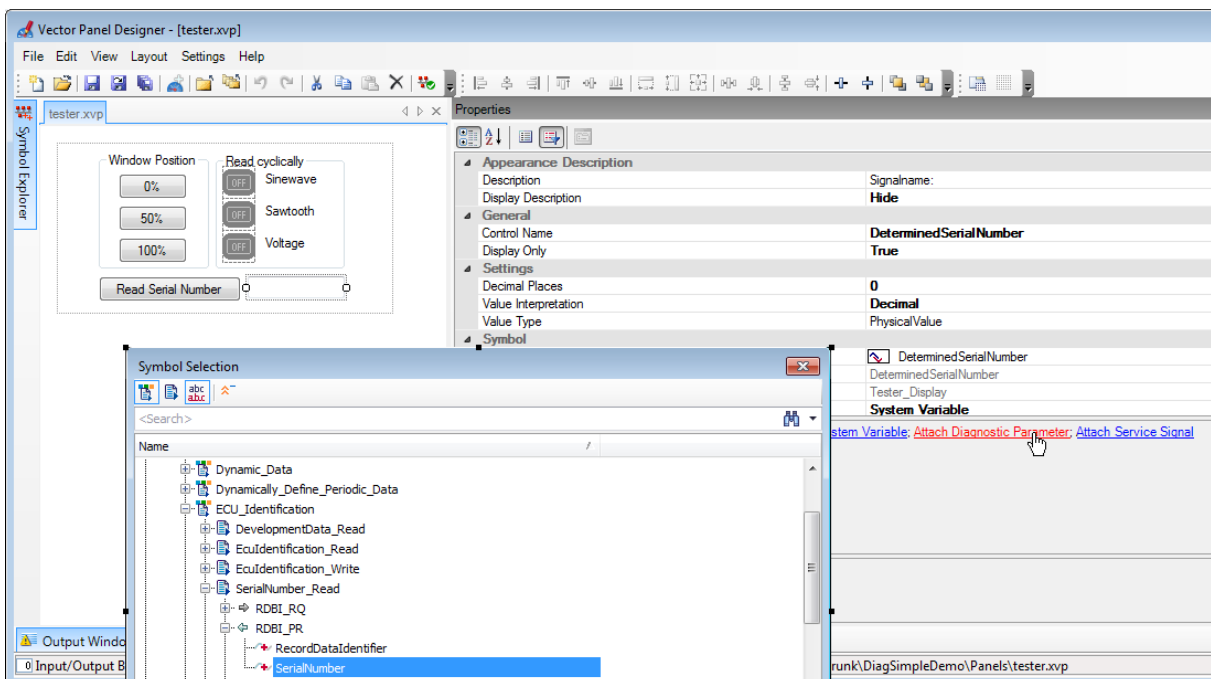 Vector Panel Designer - [tester.xvp]
File Edit View Layout Settings Help
Symbol Explorer
tester.xvp
Window Position
0%
50%
100%
Read cyclically
OFF Sinewave
OFF Sawtooth
OFF Voltage
Read Serial Number
Properties
Appearance Description
Description Signalname:
Display Description Hide
General
Control Name DeterminedSerialNumber
Display Only True
Settings
Decimal Places 0
Value Interpretation Decimal
Value Type PhysicalValue
Symbol
DeterminedSerialNumber
DeterminedSerialNumber
Tester_Display
System Variable
stem Variable; Attach Diagnostic Parameter; Attach Service Signal
Symbol Selection
abc
abc
<Search>
Name /
Dynamic_Data
Dynamically_Define_Periodic_Data
ECU_Identification
DevelopmentData_Read
EcuIdentification_Read
EcuIdentification_Write
SerialNumber_Read
RDBI_RQ
RDBI_PR
RecordDataIdentifier
SerialNumber
Output Windo
Input/Output B
runk\DiagSimpleDemo\Panels\tester.xvp